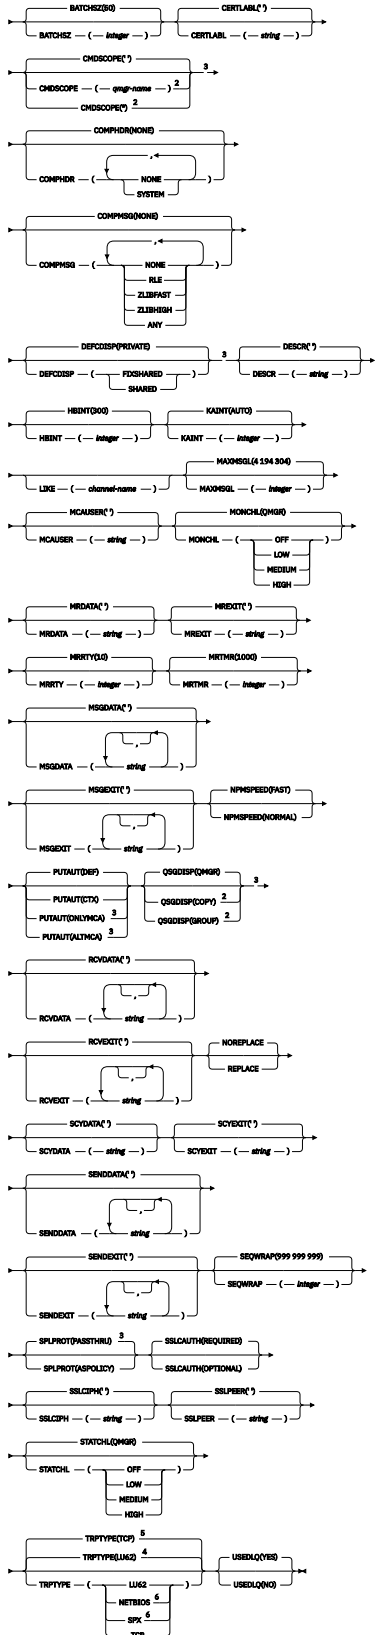 BATCHSZ(50) CERTLABL(' ')
BATCHSZ ( integer ) CERTLABL ( string )
CMDSCOPE(' ') 3
CMDSCOPE ( qmgr-name ) 2
CMDSCOPE(*) 2
COMPHDR(NONE)
,
COMPHDR ( NONE )
SYSTEM
COMPMSG(NONE)
,
COMPMSG ( NONE )
RLE
ZLIBFAST
ZLIBHIGH
ANY
DEFCDISP(PRIVATE) 3 DESCR(' ')
DEFCDISP ( FIXSHARED ) DESCR ( string )
SHARED
HBINT(300) KAINT(AUTO)
HBINT ( integer ) KAINT ( integer )
MAXMSGL(4 194 304)
LIKE ( channel-name ) MAXMSGL ( integer )
MCAUSER(' ') MONCHL(QMGR)
MCAUSER ( string ) MONCHL ( OFF )
LOW
MEDIUM
HIGH
MRDATA(' ') MREXIT(' ')
MRDATA ( string ) MREXIT ( string )
MRRTY(10) MRTMR(1000)
MRRTY ( integer ) MRTMR ( integer )
MSGDATA(' ')
,
MSGDATA ( string )
MSGEXIT(' ') NPMSPEED(FAST)
, NPMSPEED(NORMAL)
MSGEXIT ( string )
PUTAUT(DEF) QSGDISP(QMGR) 3
PUTAUT(CTX) QSGDISP(COPY) 2
PUTAUT(ONLYMCA) 3 QSGDISP(GROUP) 2
PUTAUT(ALTMCA) 3
RCVDATA(' ')
,
RCVDATA ( string )
RCVEXIT(' ') NOREPLACE
, REPLACE
RCVEXIT ( string )
SCYDATA(' ') SCYEXIT(' ')
SCYDATA ( string ) SCYEXIT ( string )
SENDDATA(' ')
,
SENDDATA ( string )
SENDEXIT(' ') SEQWRAP(999 999 999)
, SEQWRAP ( integer )
SENDEXIT ( string )
SPLPROT(PASSTHRU) 3 SSLCAUTH(REQUIRED)
SPLPROT(ASPOLICY) SSLCAUTH(OPTIONAL)
SSLCIPH(' ') SSLPEER(' ')
SSLCIPH ( string ) SSLPEER ( string )
STATCHL(QMGR)
STATCHL ( OFF )
LOW
MEDIUM
HIGH
TRPTYPE(TCP) 5
TRPTYPE(LU62) 4 USEDLQ(YES)
TRPTYPE ( LU62 ) USEDLQ(NO)
NETBIOS 6
SPX 6
TCP